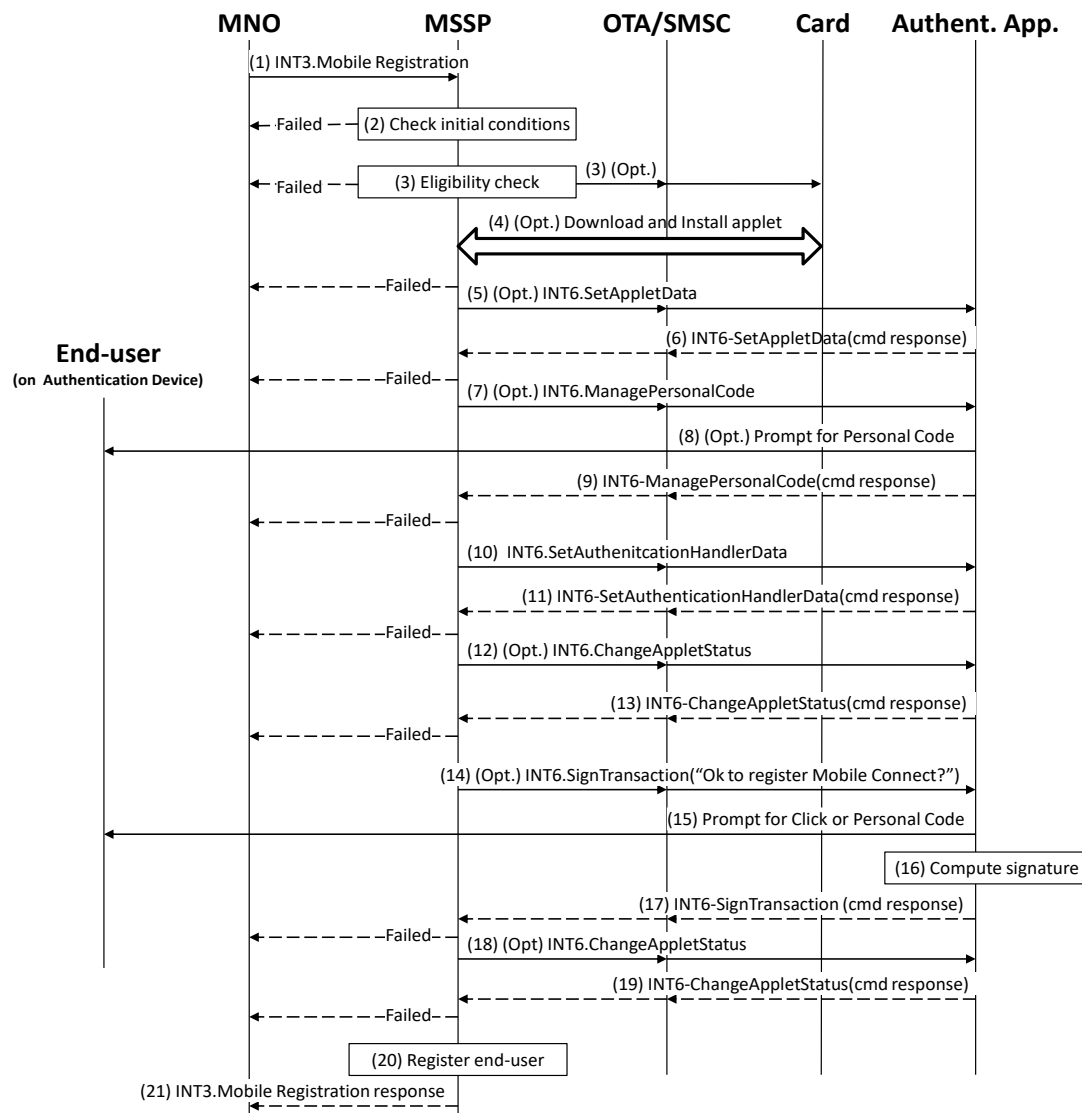 MNO MSSP OTA/SMSC Card Authent. App.
(1) INT3.Mobile Registration
Failed (2) Check initial conditions
(3) (Opt.)
Failed (3) Eligibility check
(4) (Opt.) Download and Install applet
Failed
(5) (Opt.) INT6.SetAppletData
(6) INT6-SetAppletData(cmd response)
End-user
(on Authentication Device)
Failed
(7) (Opt.) INT6.ManagePersonalCode
(8) (Opt.) Prompt for Personal Code
(9) INT6-ManagePersonalCode(cmd response)
Failed
(10) INT6.SetAuthenitcationHandlerData
(11) INT6-SetAuthenticationHandlerData(cmd response)
Failed
(12) (Opt.) INT6.ChangeAppletStatus
(13) INT6-ChangeAppletStatus(cmd response)
Failed
(14) (Opt.) INT6.SignTransaction(“Ok to register Mobile Connect?”)
(15) Prompt for Click or Personal Code
(16) Compute signature
(17) INT6-SignTransaction (cmd response)
Failed
(18) (Opt) INT6.ChangeAppletStatus
(19) INT6-ChangeAppletStatus(cmd response)
Failed
(20) Register end-user
(21) INT3.Mobile Registration response